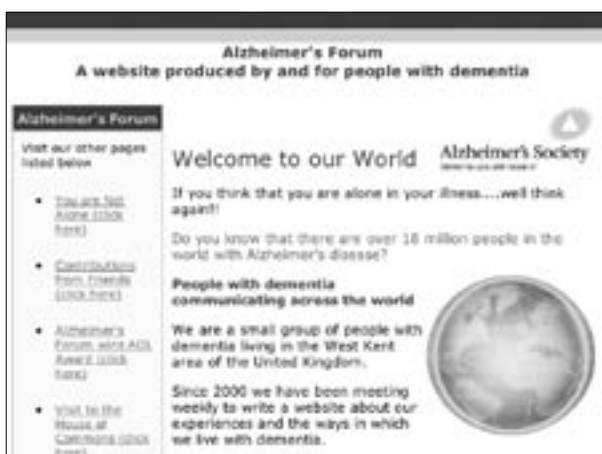 Alzheimer's Forum
A website produced by and for people with dementia
Alzheimer's Forum
Visit our other pages
listed below
• You are Not
Alone (click
here)
• Contributions
from Friends
(click here)
• Alzheimer's
Forum wins AOL
Award (click
here)
• Visit to the
House of
Commons (click
here)
Welcome to our World
Alzheimer's Society
If you think that you are alone in your illness....well think
again!!
Do you know that there are over 18 million people in the
world with Alzheimer's disease?
People with dementia
communicating across the world
We are a small group of people with
dementia living in the West Kent
area of the United Kingdom.
Since 2000 we have been meeting
weekly to write a website about our
experiences and the ways in which
we live with dementia.